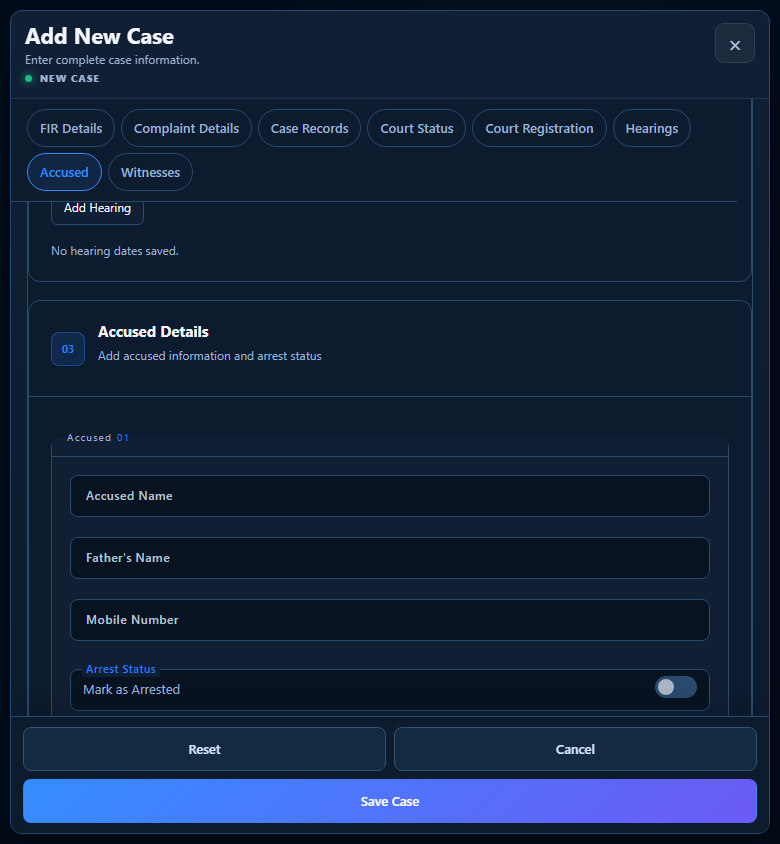 Add New Case
Enter complete case information.
NEW CASE
FIR Details
Complaint Details
Case Records
Court Status
Court Registration
Hearings
Accused
Witnesses
Add Hearing
No hearing dates saved.
03
Accused Details
Add accused information and arrest status
Accused 01
Accused Name
Father's Name
Mobile Number
Arrest Status
Mark as Arrested
Reset
Cancel
Save Case